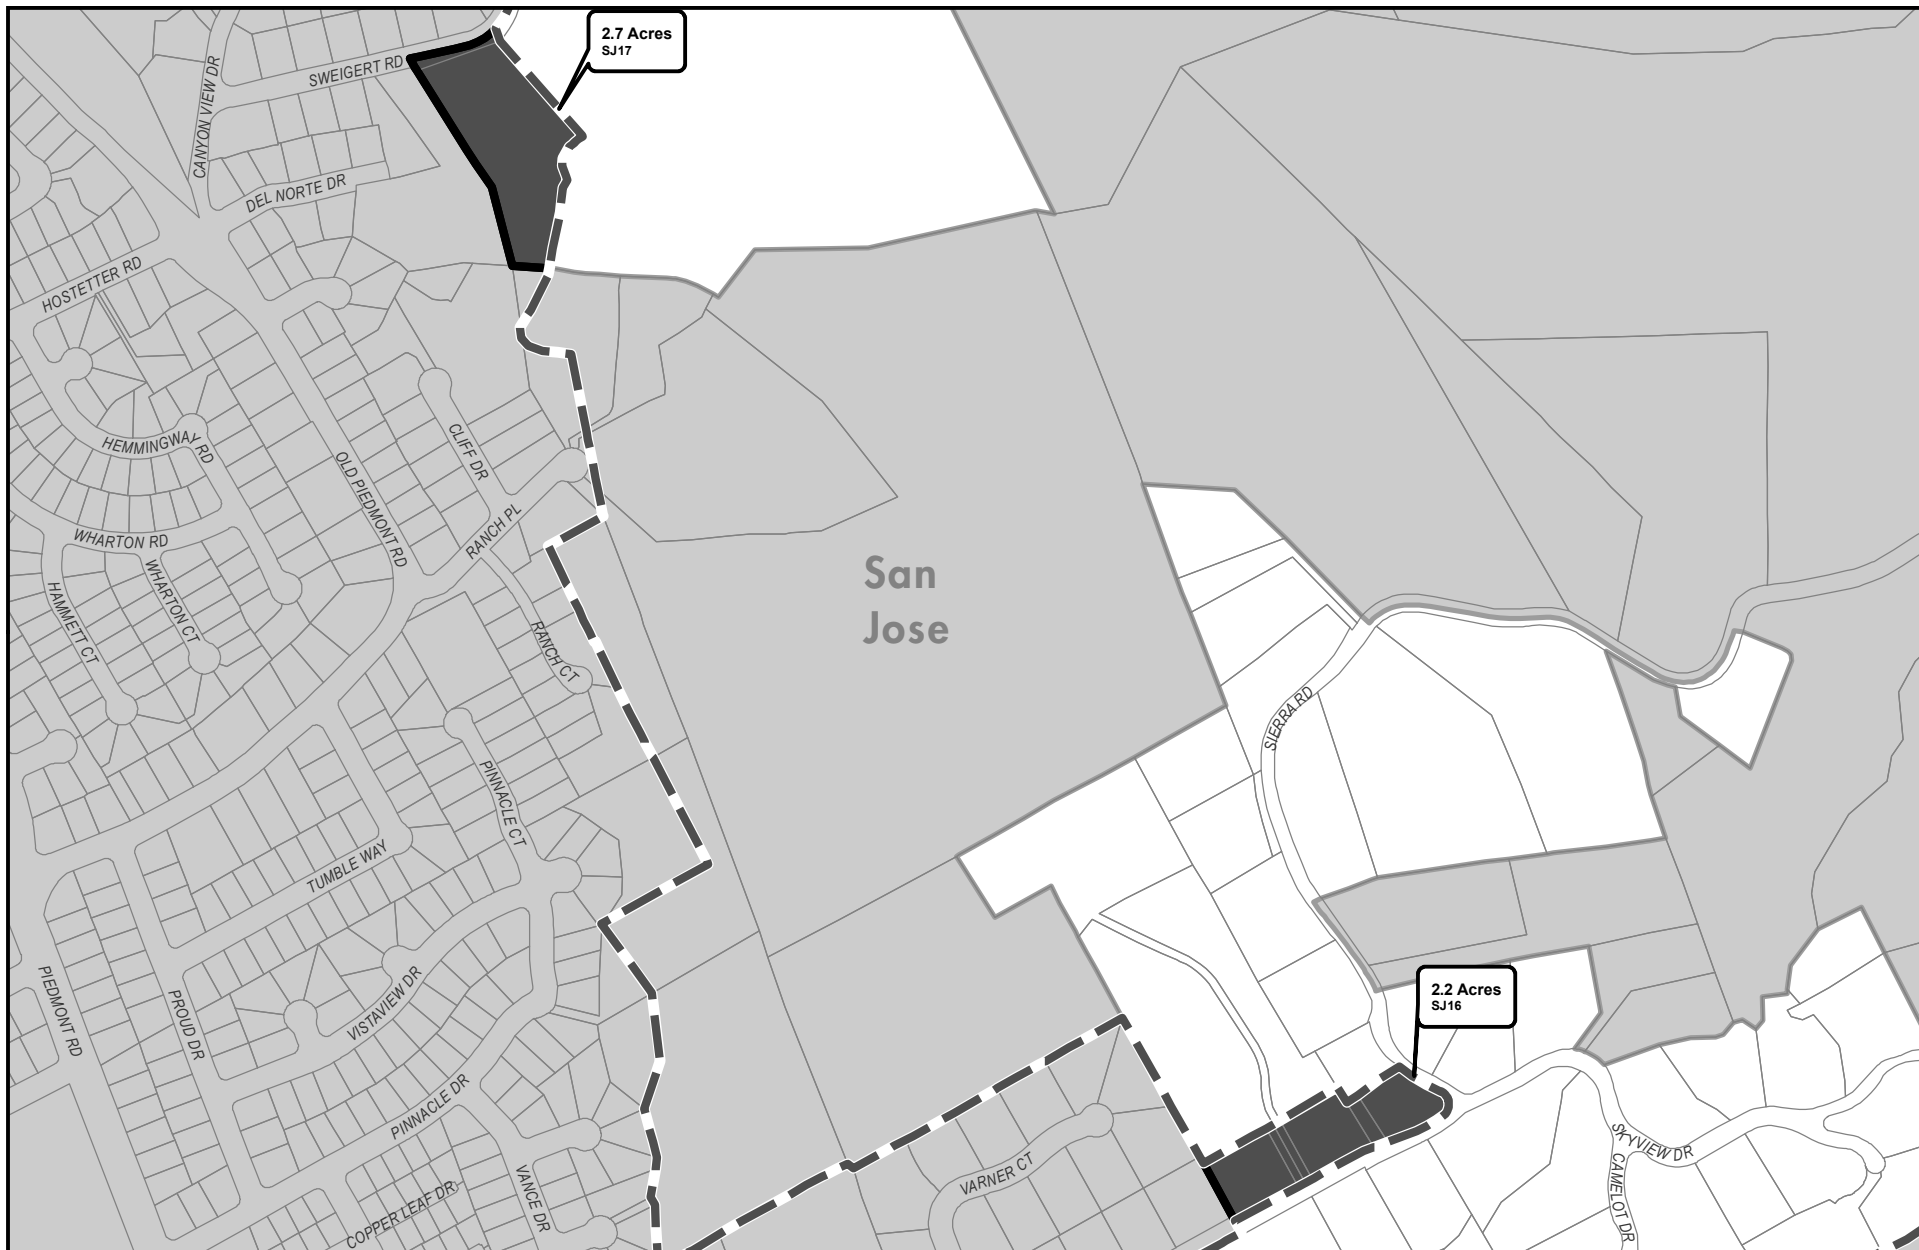 2.7 Acres
SJ17
SWEIGERT RD
CANYON VIEW DR
DEL NORTE DR
HOSTETTER RD
HEMMINGWAY RD
CLIFF DR
OLD PIEDMONT RD
RANCH PL
WHARTON RD
WHARTON CT
HAMMETT CT
RANCH CT
San
Jose
SIERRA RD
PINNACLE CT
TUMBLE WAY
PIEDMONT RD
PROUD DR
VISTAVIEW DR
2.2 Acres
SJ16
PINNACLE DR
VARNER CT
SKYVIEW DR
CAMELOT DR
VANCE DR
COPPER LEAF DR